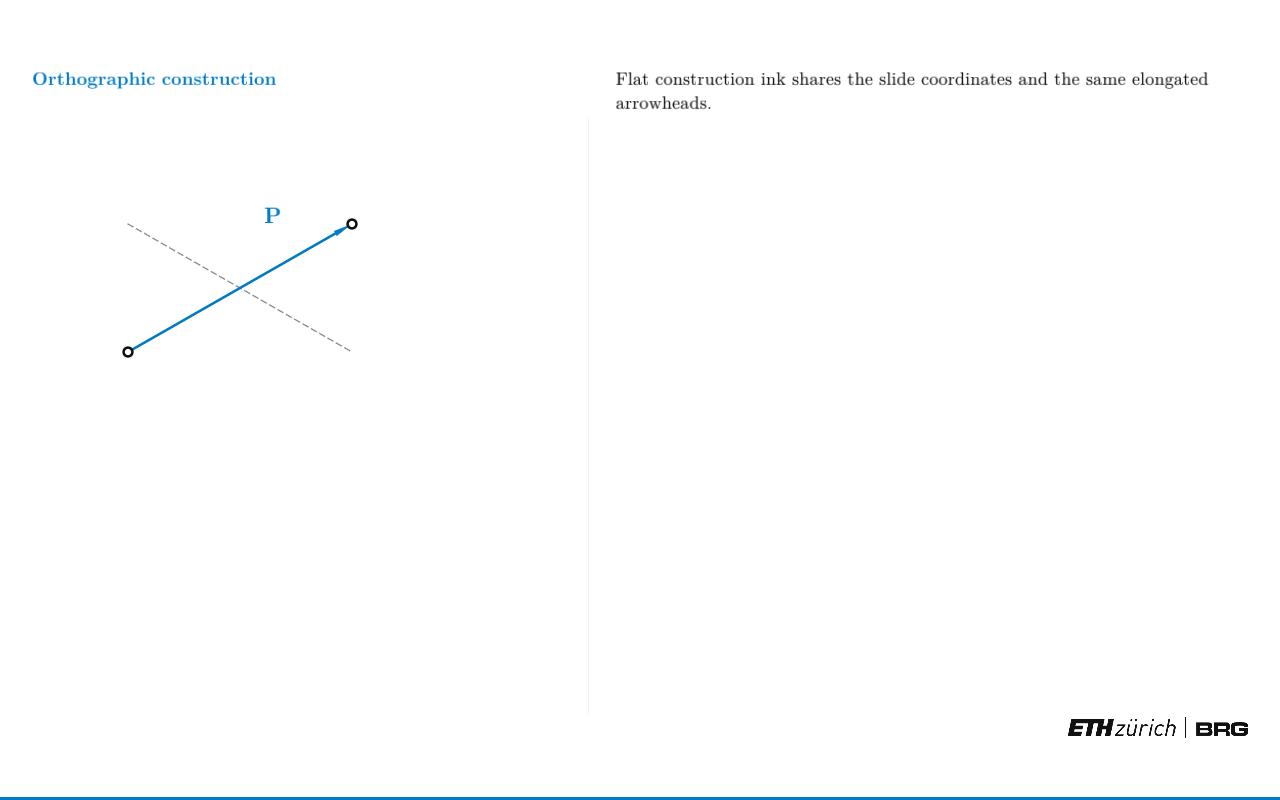 Orthographic construction
Flat construction ink shares the slide coordinates and the same elongated
arrowheads.
P
ETH zürich | BRG